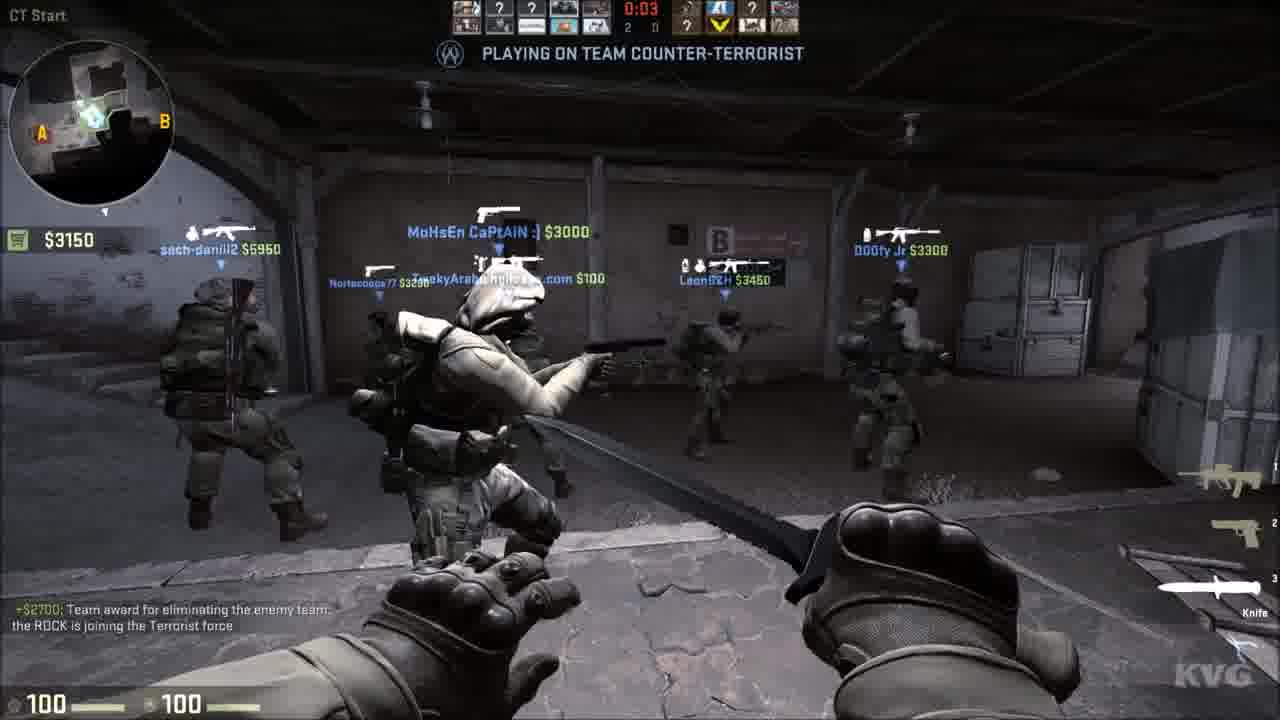 CT Start
? ? ? 0:03
2 0 ?
PLAYING ON TEAM COUNTER-TERRORIST
A B
$3150
sach-daniil2 $5950
MoHsEn CaPtAiN :) $3000
$100
$3450
D00fy Jr $3300
B
1
2
3
Knife
+$2700: Team award for eliminating the enemy team.
the ROCK is joining the Terrorist force
100 100
KVG